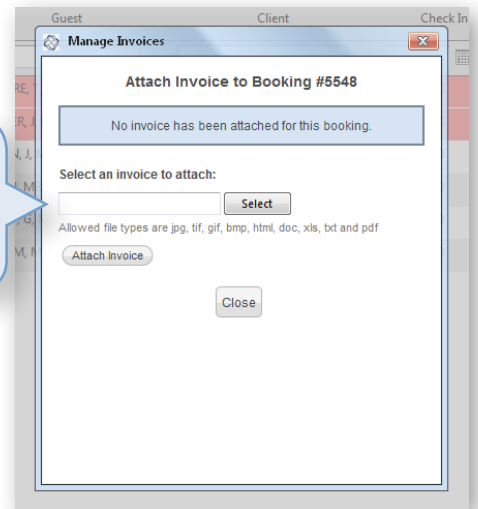 Guest Client Check In
Manage Invoices
Attach Invoice to Booking #5548
No invoice has been attached for this booking.
Select an invoice to attach:
Select
Allowed file types are jpg, tif, gif, bmp, html, doc, xls, txt and pdf
Attach Invoice
Close